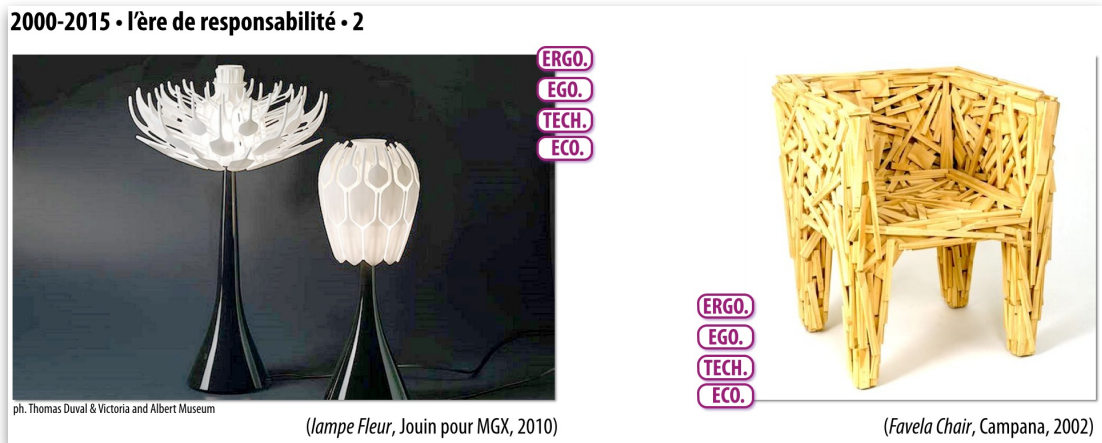 2000-2015 • l'ère de responsabilité • 2
ERGO.
EGO.
TECH.
ECO.
ph. Thomas Duval & Victoria and Albert Museum
(lampe Fleur, Jouin pour MGX, 2010)
ERGO.
EGO.
TECH.
ECO.
(Favela Chair, Campana, 2002)